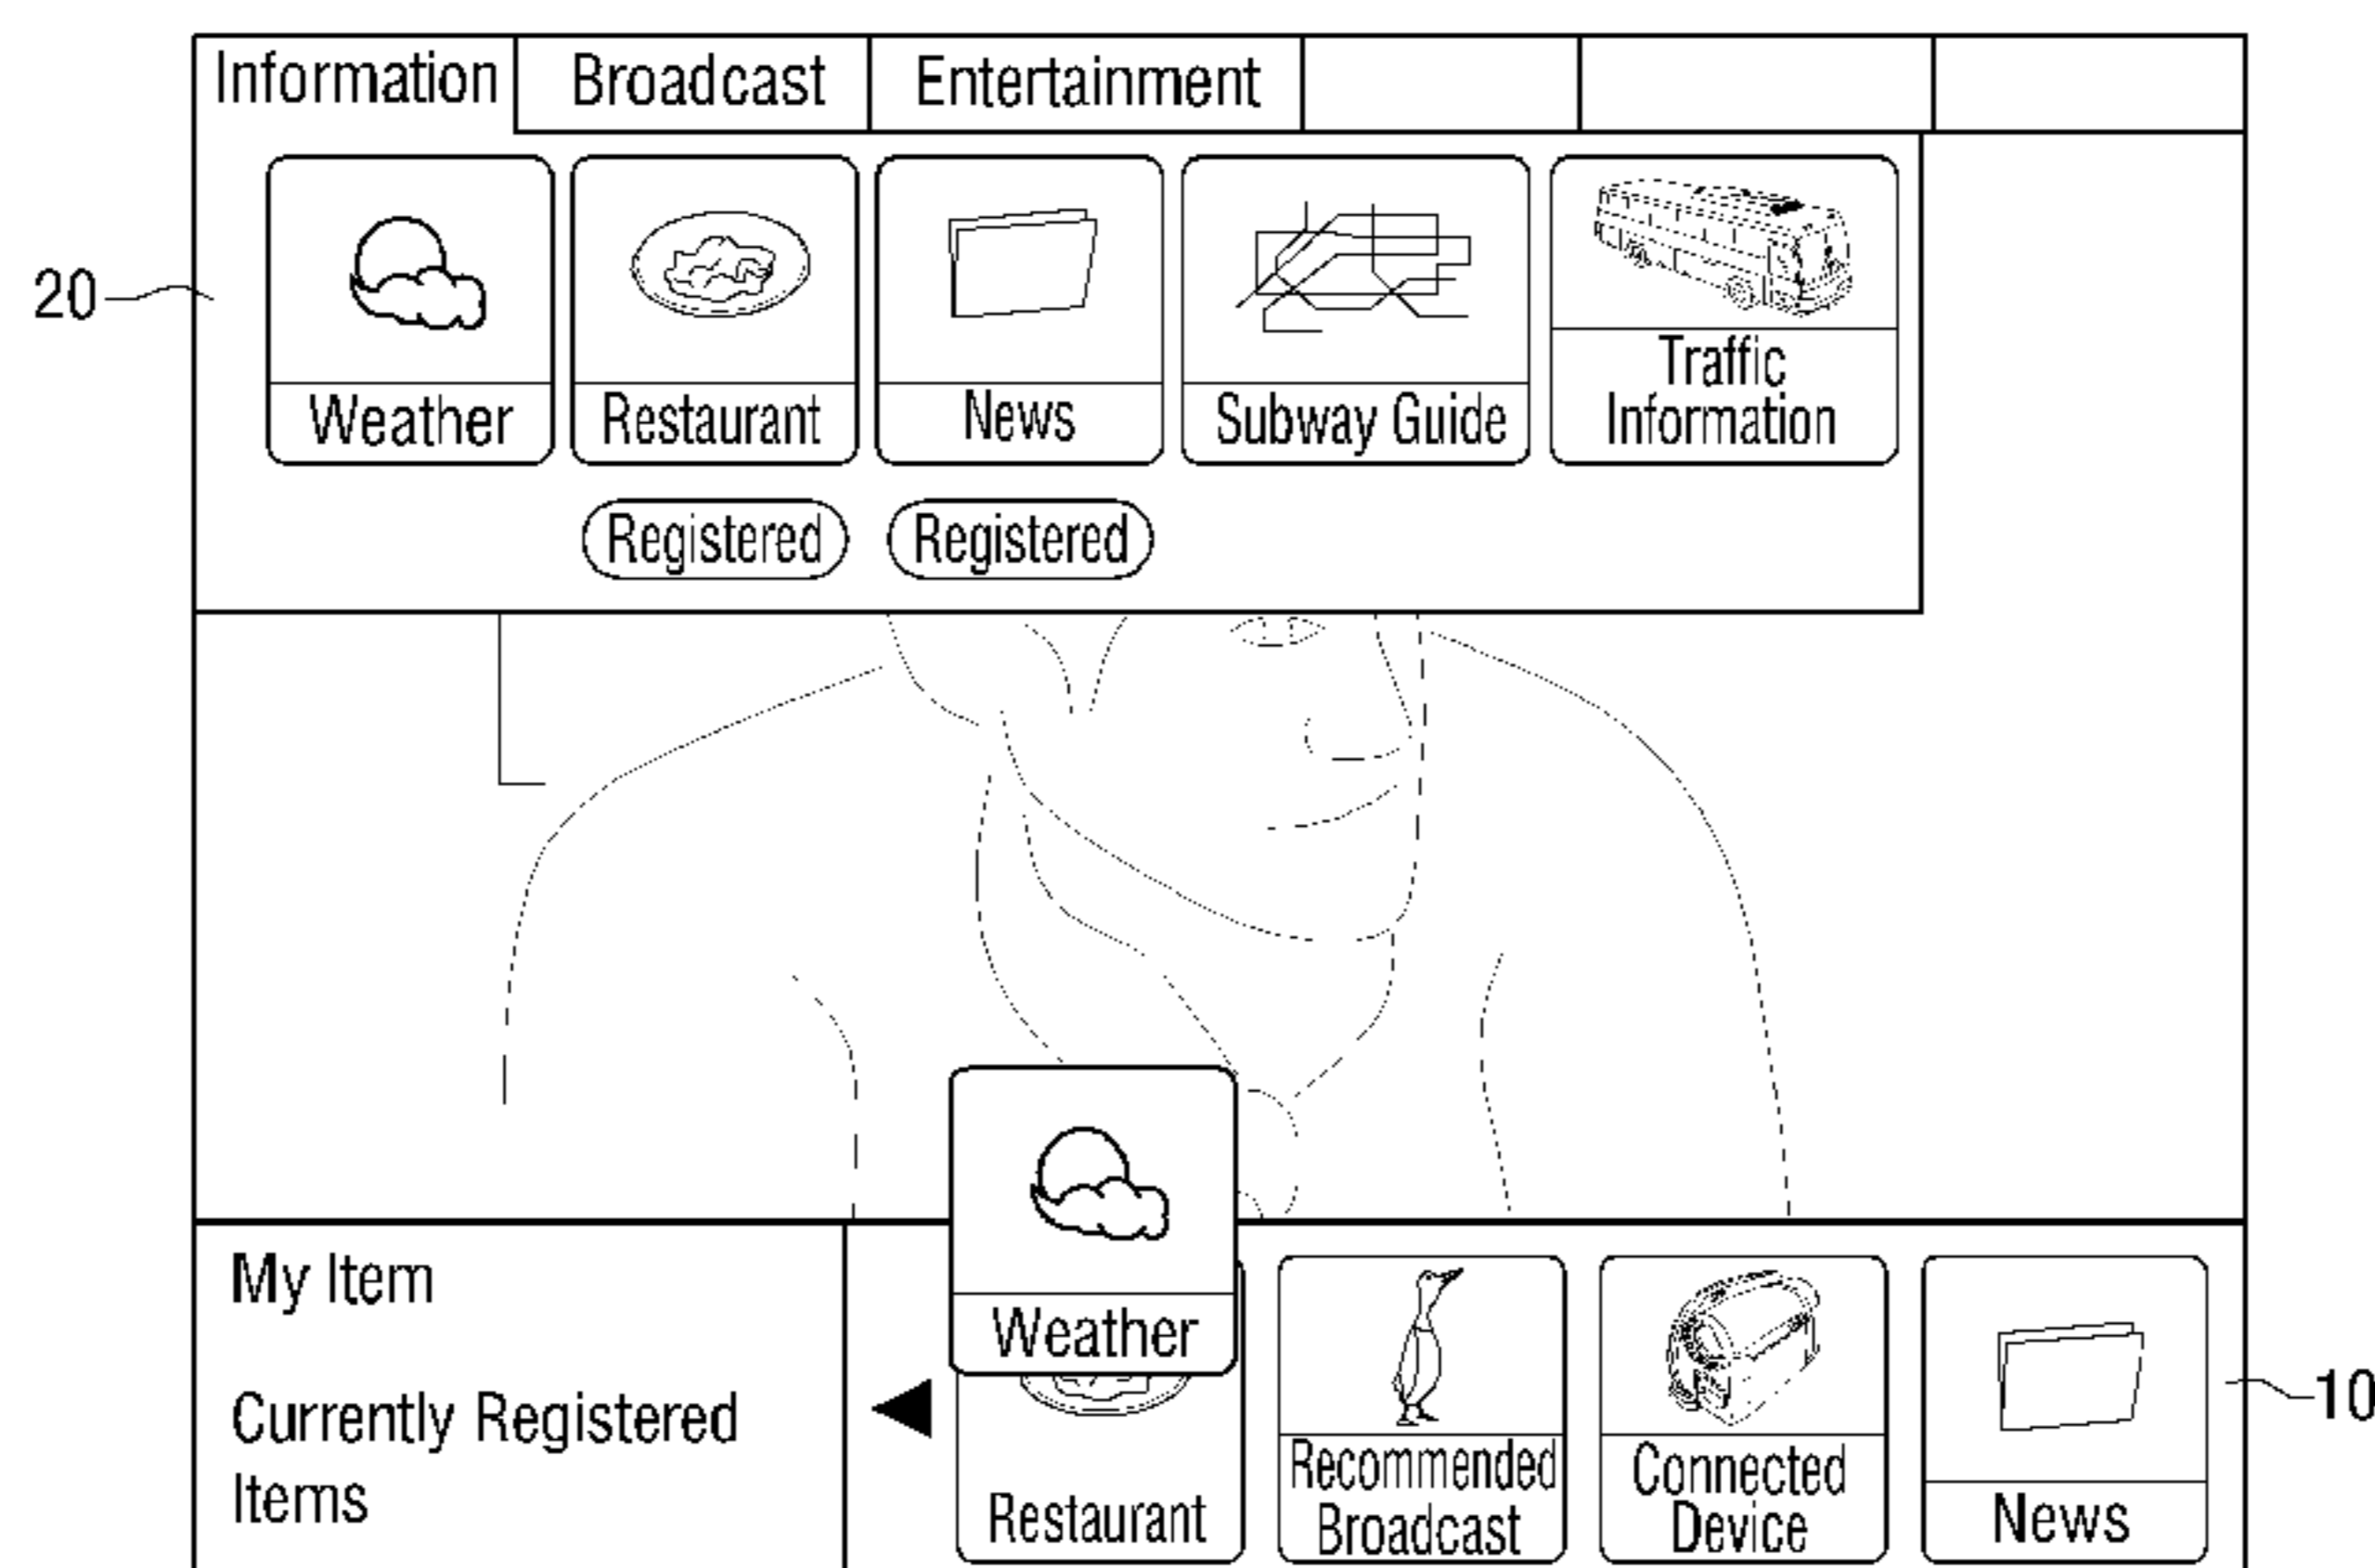 Information Broadcast Entertainment
20
Weather Restaurant News Subway Guide Traffic
Information
Registered Registered
My Item
Currently Registered
Items
Weather
Restaurant
Recommended
Broadcast
Connected
Device
News
10